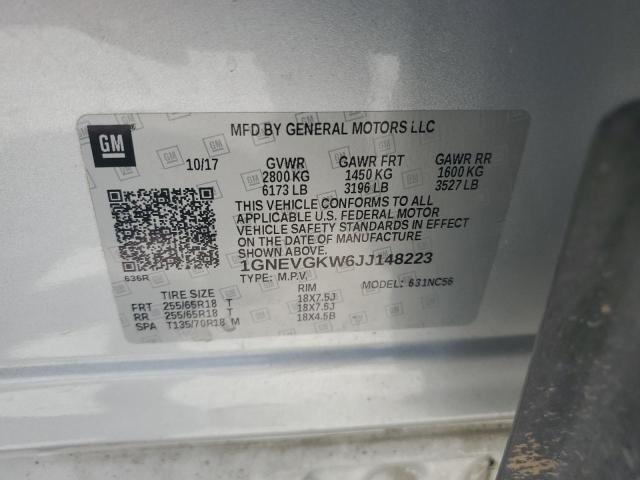 GM
MFD BY GENERAL MOTORS LLC
10/17 GVWR GAWR FRT GAWR RR
2800 KG 1450 KG 1600 KG
6173 LB 3196 LB 3527 LB
THIS VEHICLE CONFORMS TO ALL
APPLICABLE U.S. FEDERAL MOTOR
VEHICLE SAFETY STANDARDS IN EFFECT
ON THE DATE OF MANUFACTURE
SHOWN ABOVE.
1GNEVGKW6JJ148223
636R
TYPE: M.P.V. MODEL: 631NC56
TIRE SIZE RIM
FRT 255/65R18 T 18X7.5J
RR 255/65R18 T 18X7.5J
SPA T135/70R18 M 18X4.5B